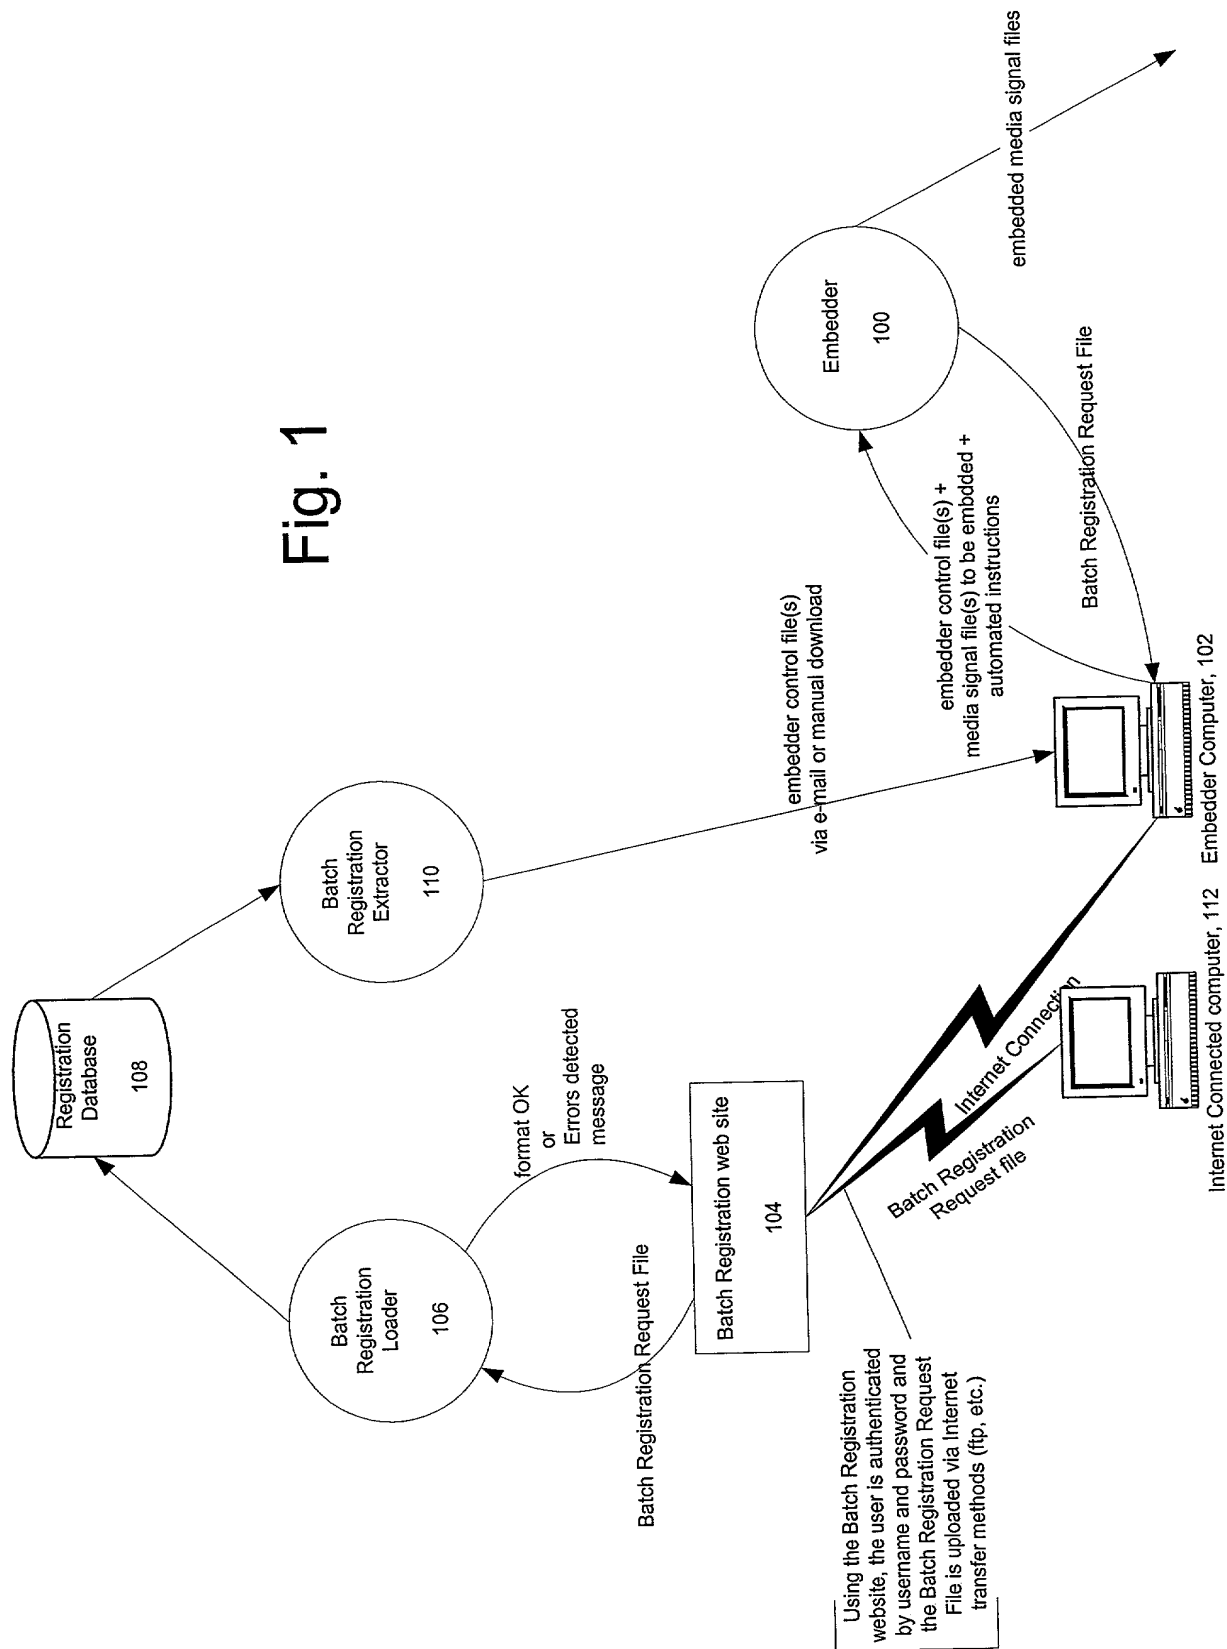 Fig. 1
Registration
Database
108
Batch
Registration
Loader
106
Batch
Registration
Extractor
110
format OK
or
Errors detected
message
Batch Registration Request File
Batch Registration web site
104
Using the Batch Registration
website, the user is authenticated
by username and password and
the Batch Registration Request
File is uploaded via Internet
transfer methods (ftp, etc.)
Batch Registration
Request file
Internet Connection
Internet Connected computer, 112
Embedder Computer, 102
embedder control file(s)
via e-mail or manual download
embedder control file(s) +
media signal file(s) to be embdded +
automated instructions
Batch Registration Request File
Embedder
100
embedded media signal files